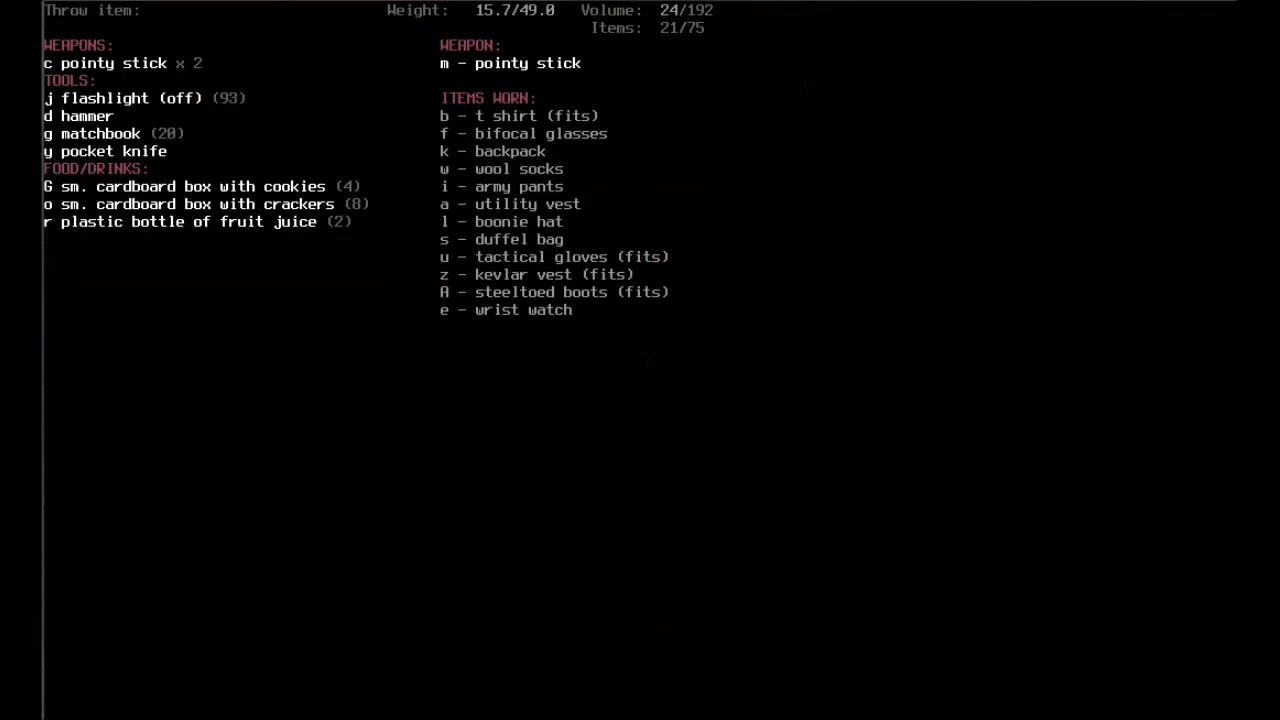 Throw item: Weight: 15.7/49.0 Volume: 24/192
Items: 21/75
WEAPONS:
c pointy stick x 2
TOOLS:
j flashlight (off) (93)
d hammer
g matchbook (20)
y pocket knife
FOOD/DRINKS:
G sm. cardboard box with cookies (4)
o sm. cardboard box with crackers (8)
r plastic bottle of fruit juice (2)
WEAPON:
m - pointy stick
ITEMS WORN:
b - t shirt (fits)
f - bifocal glasses
k - backpack
w - wool socks
i - army pants
a - utility vest
l - boonie hat
s - duffel bag
u - tactical gloves (fits)
z - kevlar vest (fits)
A - steeltoed boots (fits)
e - wrist watch